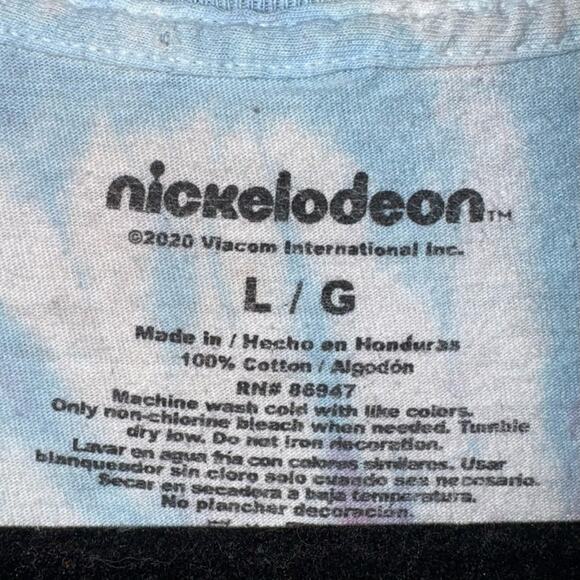 nickelodeon™
©2020 Viacom International Inc.
L / G
Made in / Hecho en Honduras
100% Cotton / Algodón
RN# 86947
Machine wash cold with like colors.
Only non-chlorine bleach when needed. Tumble
dry low. Do not iron decoration.
Lavar en agua fria con colores similares. Usar
blanqueador sin cloro solo cuando sea necesario.
Secar en secadora a baja temperatura.
No planchar decoración.